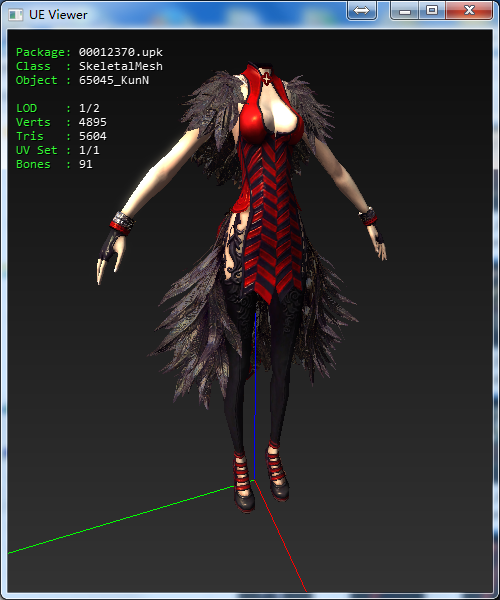 UE Viewer
Package: 00012370.upk
Class : SkeletalMesh
Object : 65045_KunN
LOD : 1/2
Verts : 4895
Tris : 5604
UV Set : 1/1
Bones : 91